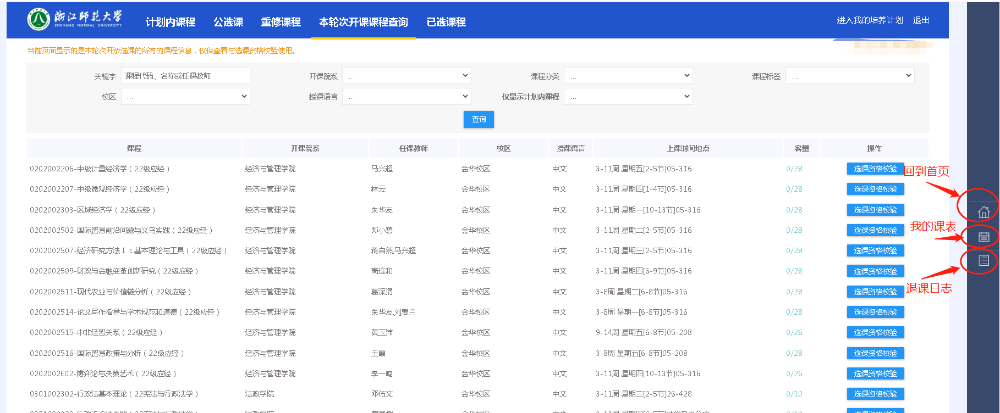 浙江师范大学
ZHEJIANG NORMAL UNIVERSITY
计划内课程 公选课 重修课程 本轮次开课课程查询 已选课程
进入我的培养计划 退出
当前页面显示的是本轮次开放选课的所有的课程信息，仅供查看与选课资格校验使用。
关键字 课程代码、名称或任课教师 开课院系 ... 课程分类 ... 课程标签 ...
校区 ... 授课语言 ... 仅显示计划内课程 ...
查询
课程 开课院系 任课教师 校区 授课语言 上课时间地点 容量 操作
0202002206-中级计量经济学（22级应经） 经济与管理学院 马兴超 金华校区 中文 3-11周 星期五[2-5节]05-316 0/28 选课资格校验
回到首页
0202002207-中级微观经济学（22级应经） 经济与管理学院 林云 金华校区 中文 3-11周 星期四[1-4节]05-316 0/28 选课资格校验
0202002303-区域经济学（22级应经） 经济与管理学院 朱华友 金华校区 中文 3-11周 星期一[10-13节]05-316 0/28 选课资格校验
0202002502-国际贸易前沿问题与义乌实践（22级应经） 经济与管理学院 郑小碧 金华校区 中文 3-11周 星期二[2-5节]05-316 0/28 选课资格校验
我的课表
0202002507-经济研究方法Ⅰ：基本理论与工具（22级应经） 经济与管理学院 蒋自然,马兴超 金华校区 中文 3-11周 星期三[2-5节]05-316 0/28 选课资格校验
0202002509-财政与金融变革创新研究（22级应经） 经济与管理学院 高连和 金华校区 中文 3-11周 星期四[6-9节]05-316 0/28 选课资格校验
0202002511-现代农业与价值链分析（22级应经） 经济与管理学院 葛深渭 金华校区 中文 3-8周 星期二[6-8节]05-316 0/28 选课资格校验
退课日志
0202002514-论文写作指导与学术规范和道德（22级应经） 经济与管理学院 朱华友,刘爱兰 金华校区 中文 3-8周 星期一[6-8节]05-316 0/28 选课资格校验
0202002515-中非经贸关系（22级应经） 经济与管理学院 黄玉沛 金华校区 中文 9-14周 星期五[6-8节]05-208 0/26 选课资格校验
0202002516-国际贸易政策与分析（22级应经） 经济与管理学院 王霞 金华校区 中文 3-8周 星期五[6-8节]05-208 0/28 选课资格校验
0202002E02-博弈论与决策艺术（22级应经） 经济与管理学院 李一鸣 金华校区 中文 3-11周 星期四[10-13节]05-316 0/26 选课资格校验
0301002302-行政法基本理论（22宪法与行政法学） 法政学院 邓佑文 金华校区 中文 3-11周 星期三[2-5节]26-428 0/10 选课资格校验